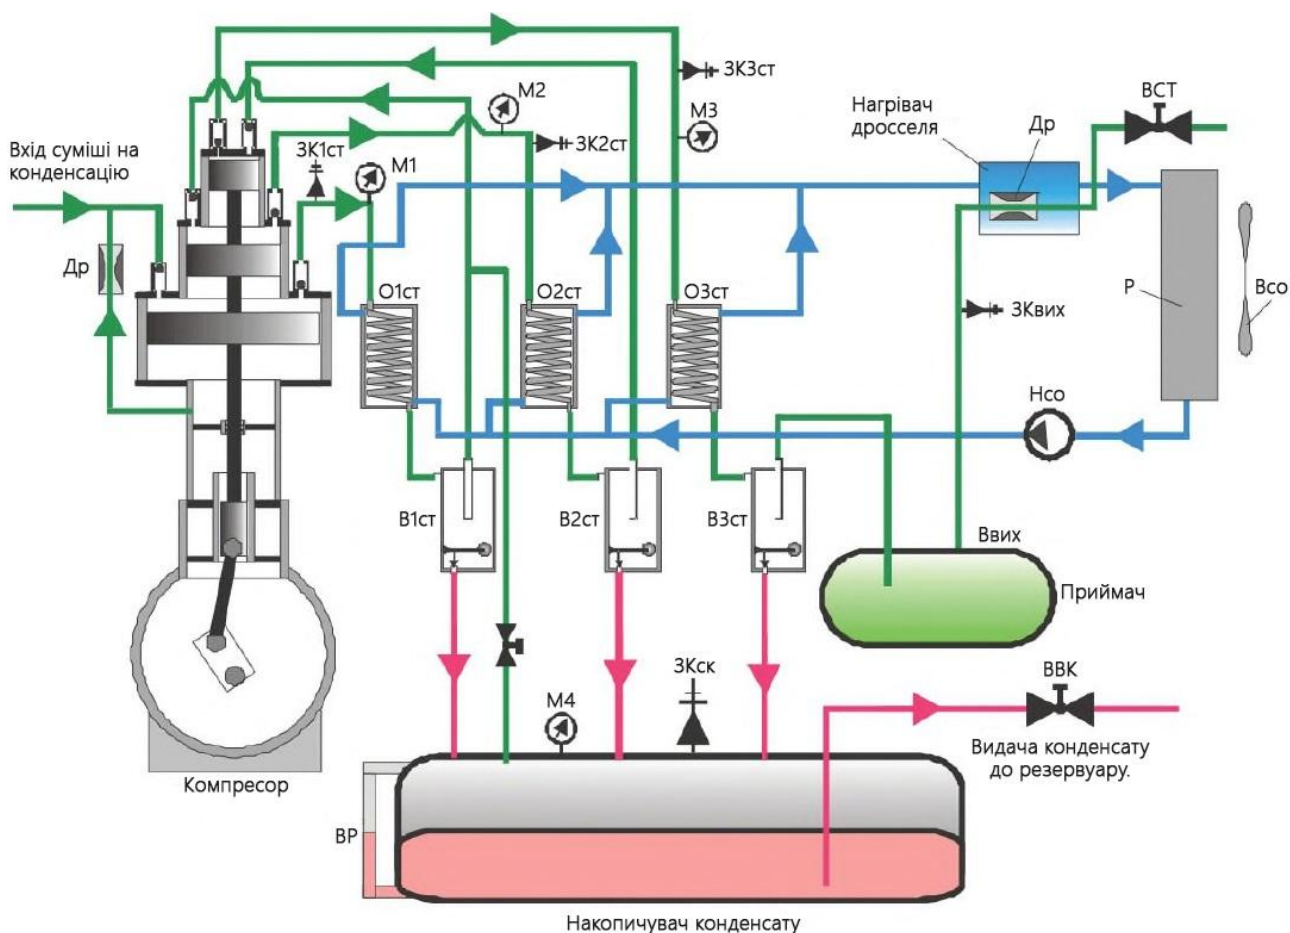 ЗК3ст
М2
М3
ВСТ
Нагрівач
дросселя
Др
Вхід суміші на
конденсацію
ЗК1ст
М1
ЗК2ст
Др
О1ст
О2ст
О3ст
ЗКвих
Р
Всо
Нсо
В1ст
В2ст
В3ст
Ввих
Приймач
М4
ЗКск
ВВК
Видача конденсату
до резервуару.
Компресор
ВР
Накопичувач конденсату